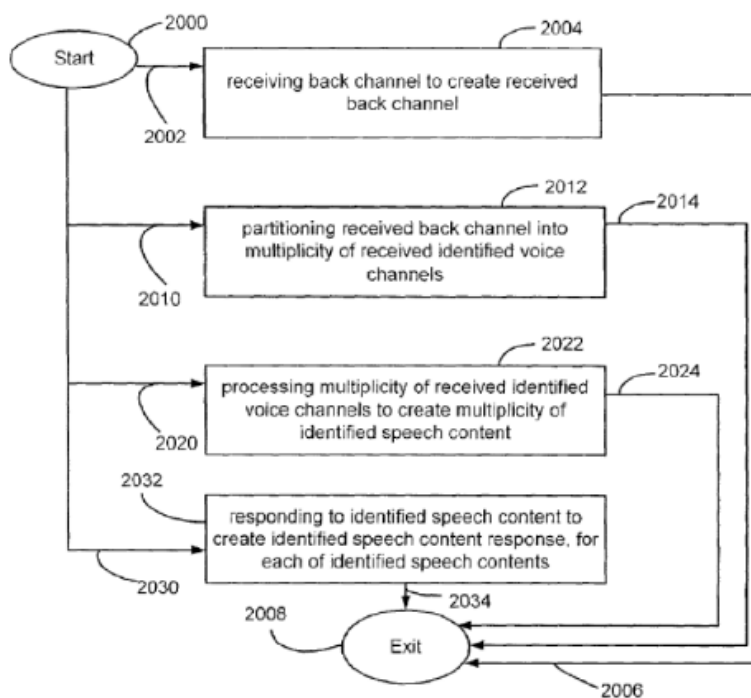 2000
Start
2004
receiving back channel to create received
back channel
2002
2012
2014
partitioning received back channel into
multiplicity of received identified voice
channels
2010
2022
2024
processing multiplicity of received identified
voice channels to create multiplicity of
identified speech content
2020
2032
responding to identified speech content to
create identified speech content response, for
each of identified speech contents
2030
2034
2008
Exit
2006